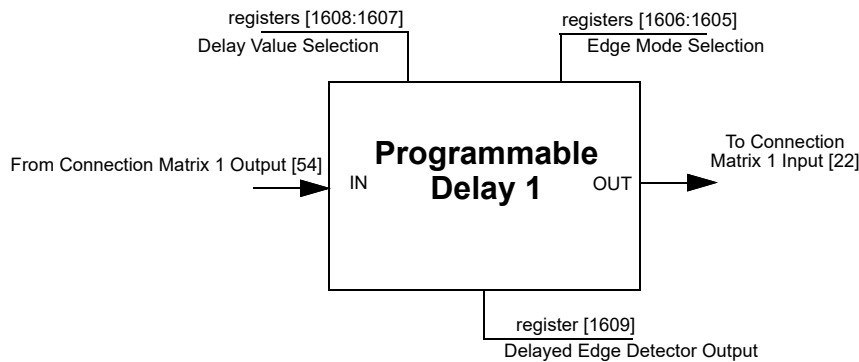 registers [1608:1607]
Delay Value Selection
registers [1606:1605]
Edge Mode Selection
From Connection Matrix 1 Output [54]
IN
Programmable
Delay 1
OUT
To Connection
Matrix 1 Input [22]
register [1609]
Delayed Edge Detector Output